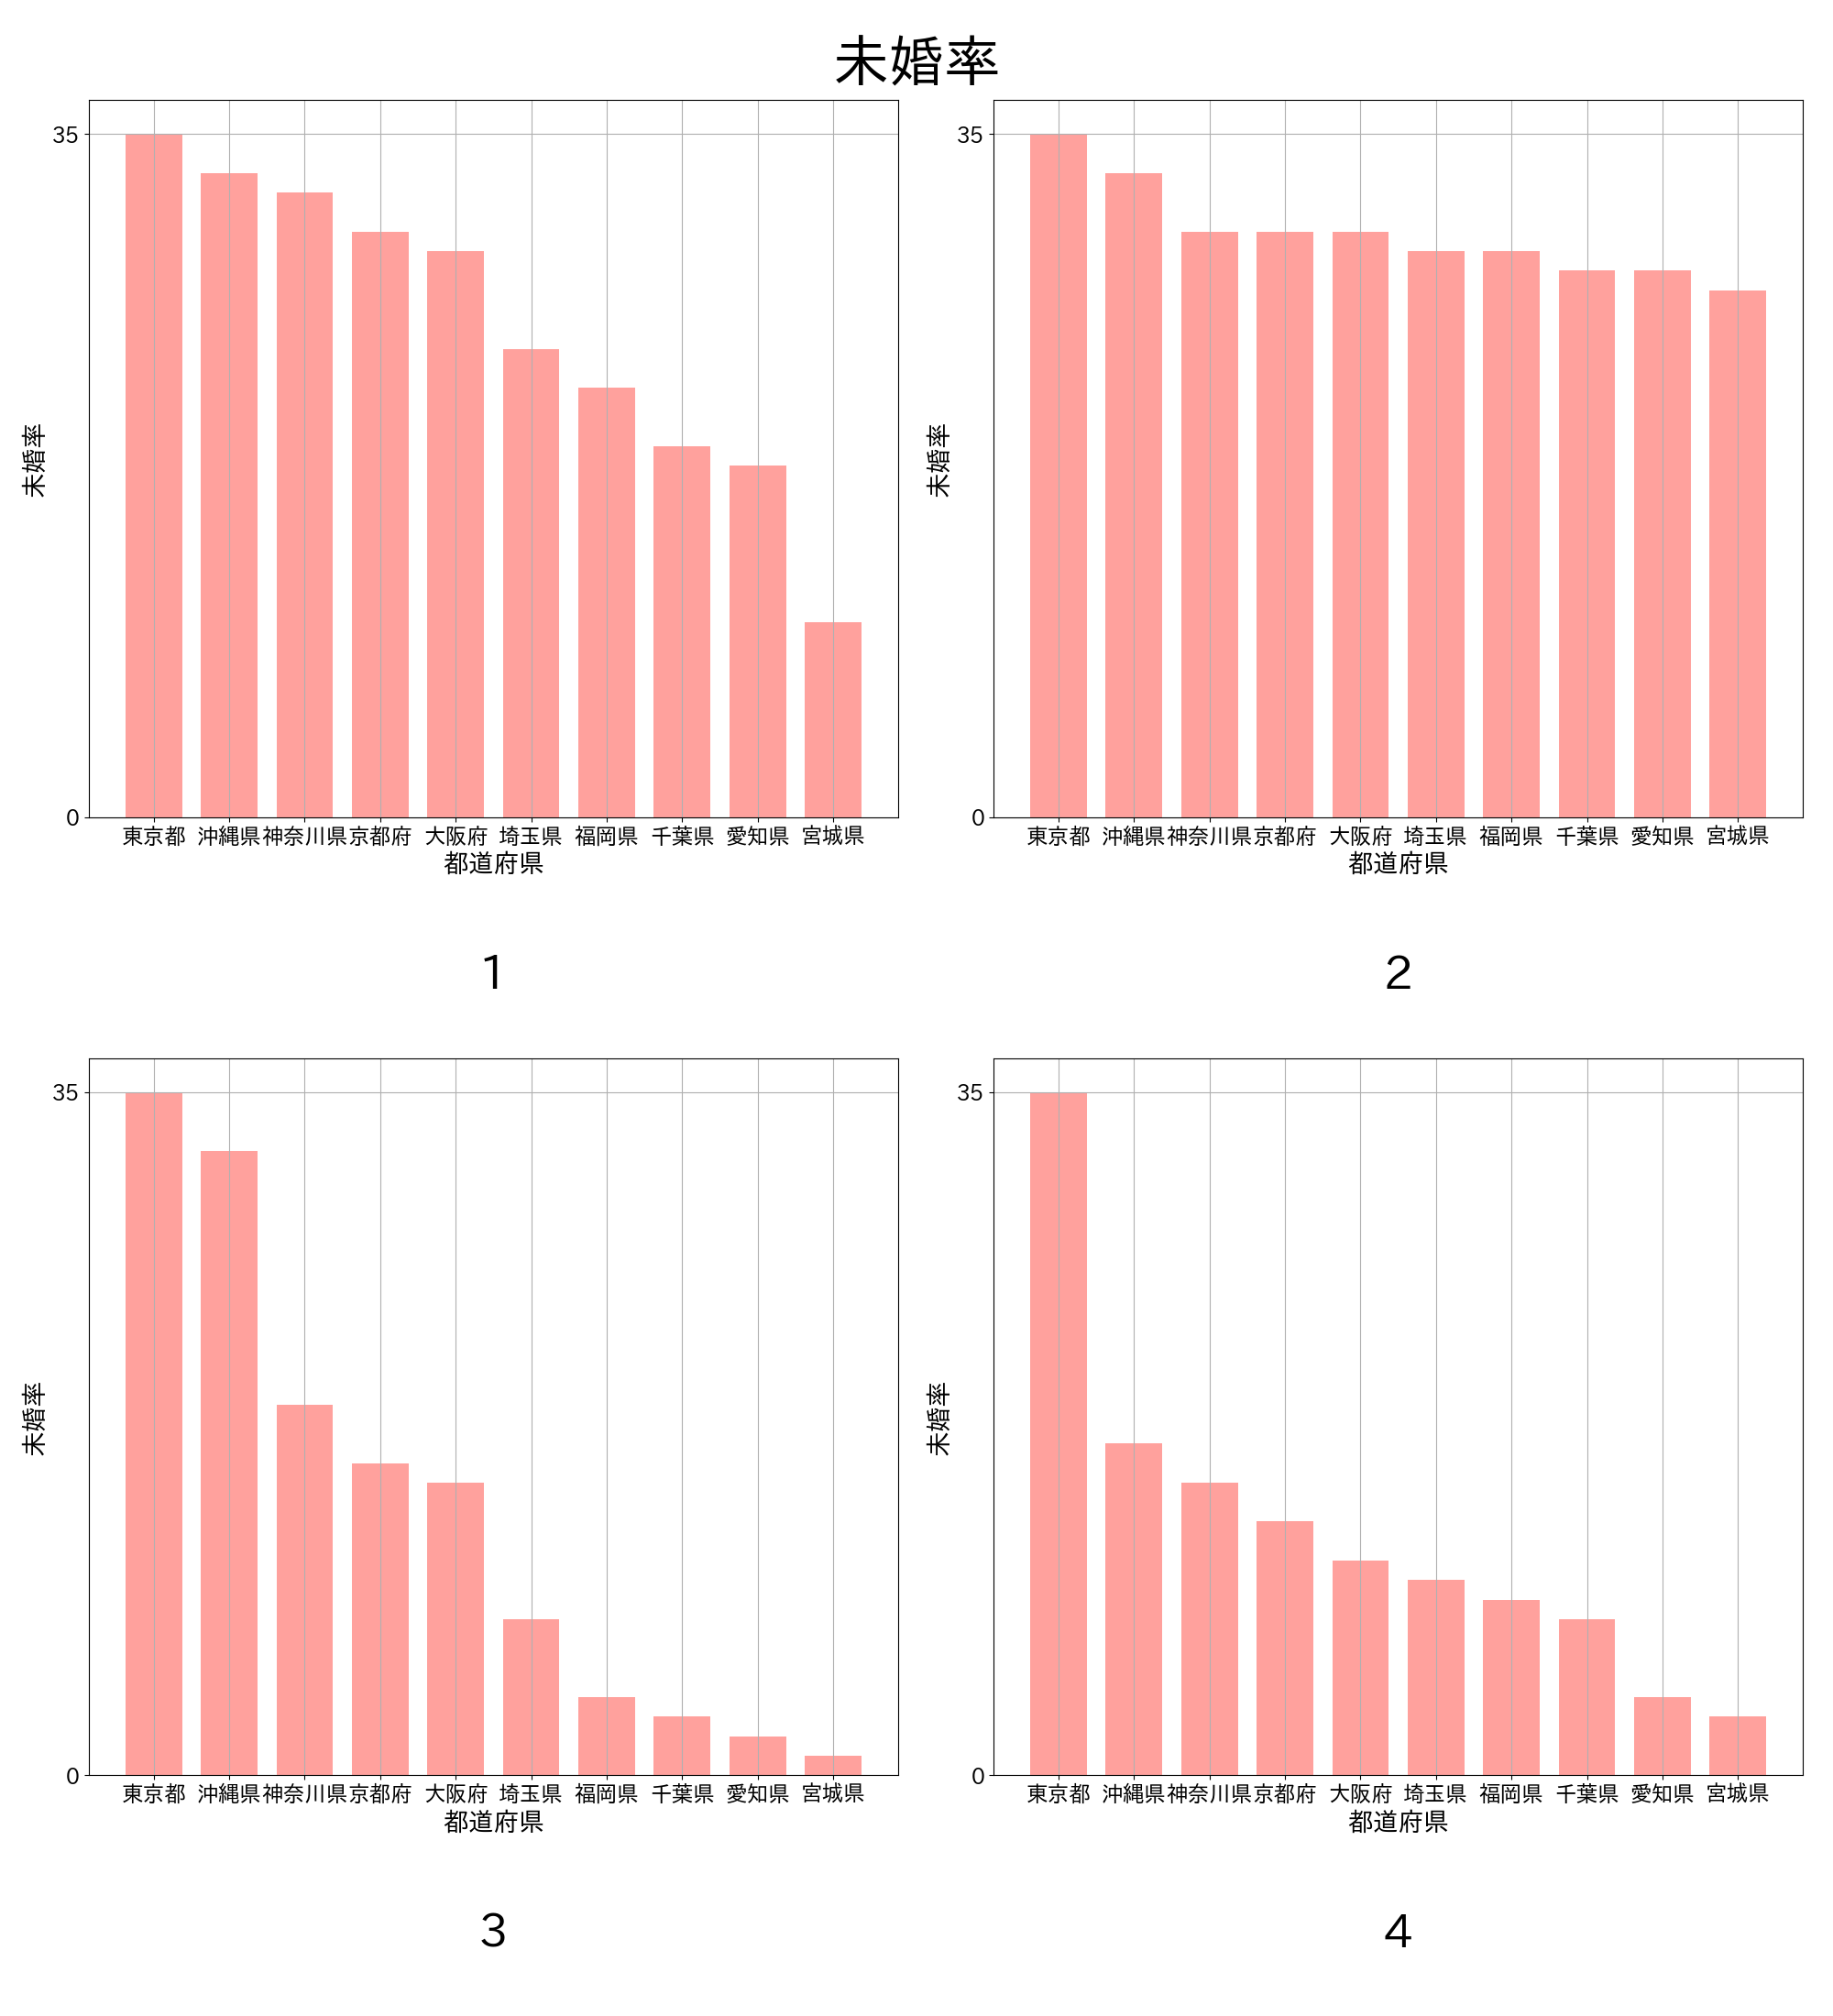 未婚率
35
0
未婚率
東京都 沖縄県 神奈川県 京都府 大阪府 埼玉県 福岡県 千葉県 愛知県 宮城県
都道府県
1
35
0
未婚率
東京都 沖縄県 神奈川県 京都府 大阪府 埼玉県 福岡県 千葉県 愛知県 宮城県
都道府県
2
35
0
未婚率
東京都 沖縄県 神奈川県 京都府 大阪府 埼玉県 福岡県 千葉県 愛知県 宮城県
都道府県
3
35
0
未婚率
東京都 沖縄県 神奈川県 京都府 大阪府 埼玉県 福岡県 千葉県 愛知県 宮城県
都道府県
4